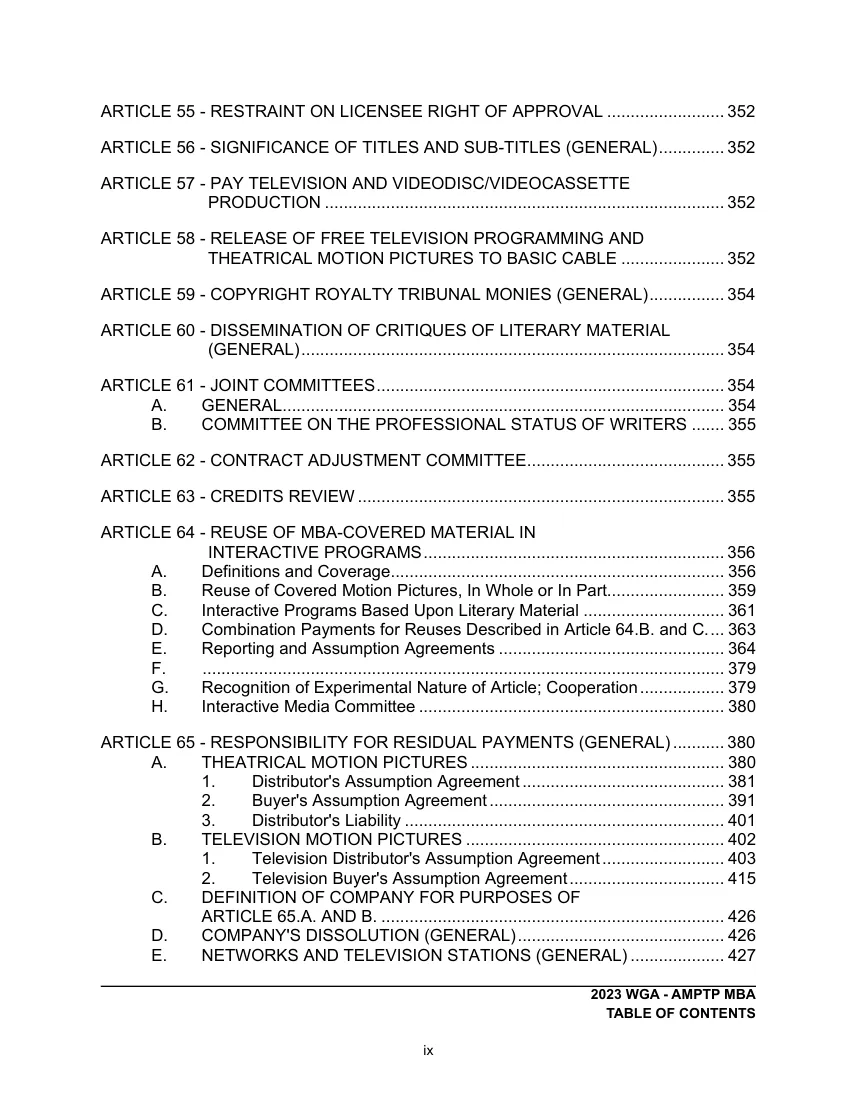 ARTICLE 55 - RESTRAINT ON LICENSEE RIGHT OF APPROVAL ......................... 352
ARTICLE 56 - SIGNIFICANCE OF TITLES AND SUB-TITLES (GENERAL).............. 352
ARTICLE 57 - PAY TELEVISION AND VIDEODISC/VIDEOCASSETTE
PRODUCTION ..................................................................................... 352
ARTICLE 58 - RELEASE OF FREE TELEVISION PROGRAMMING AND
THEATRICAL MOTION PICTURES TO BASIC CABLE ...................... 352
ARTICLE 59 - COPYRIGHT ROYALTY TRIBUNAL MONIES (GENERAL)................ 354
ARTICLE 60 - DISSEMINATION OF CRITIQUES OF LITERARY MATERIAL
(GENERAL).......................................................................................... 354
ARTICLE 61 - JOINT COMMITTEES.......................................................................... 354
A. GENERAL.............................................................................................. 354
B. COMMITTEE ON THE PROFESSIONAL STATUS OF WRITERS ....... 355
ARTICLE 62 - CONTRACT ADJUSTMENT COMMITTEE.......................................... 355
ARTICLE 63 - CREDITS REVIEW .............................................................................. 355
ARTICLE 64 - REUSE OF MBA-COVERED MATERIAL IN
INTERACTIVE PROGRAMS................................................................ 356
A. Definitions and Coverage....................................................................... 356
B. Reuse of Covered Motion Pictures, In Whole or In Part......................... 359
C. Interactive Programs Based Upon Literary Material .............................. 361
D. Combination Payments for Reuses Described in Article 64.B. and C.... 363
E. Reporting and Assumption Agreements ................................................ 364
F. ............................................................................................................... 379
G. Recognition of Experimental Nature of Article; Cooperation.................. 379
H. Interactive Media Committee ................................................................. 380
ARTICLE 65 - RESPONSIBILITY FOR RESIDUAL PAYMENTS (GENERAL)........... 380
A. THEATRICAL MOTION PICTURES ...................................................... 380
1. Distributor's Assumption Agreement ........................................... 381
2. Buyer's Assumption Agreement.................................................. 391
3. Distributor's Liability .................................................................... 401
B. TELEVISION MOTION PICTURES ....................................................... 402
1. Television Distributor's Assumption Agreement.......................... 403
2. Television Buyer's Assumption Agreement................................. 415
C. DEFINITION OF COMPANY FOR PURPOSES OF
ARTICLE 65.A. AND B. ......................................................................... 426
D. COMPANY'S DISSOLUTION (GENERAL)............................................ 426
E. NETWORKS AND TELEVISION STATIONS (GENERAL) .................... 427
2023 WGA - AMPTP MBA
TABLE OF CONTENTS
ix